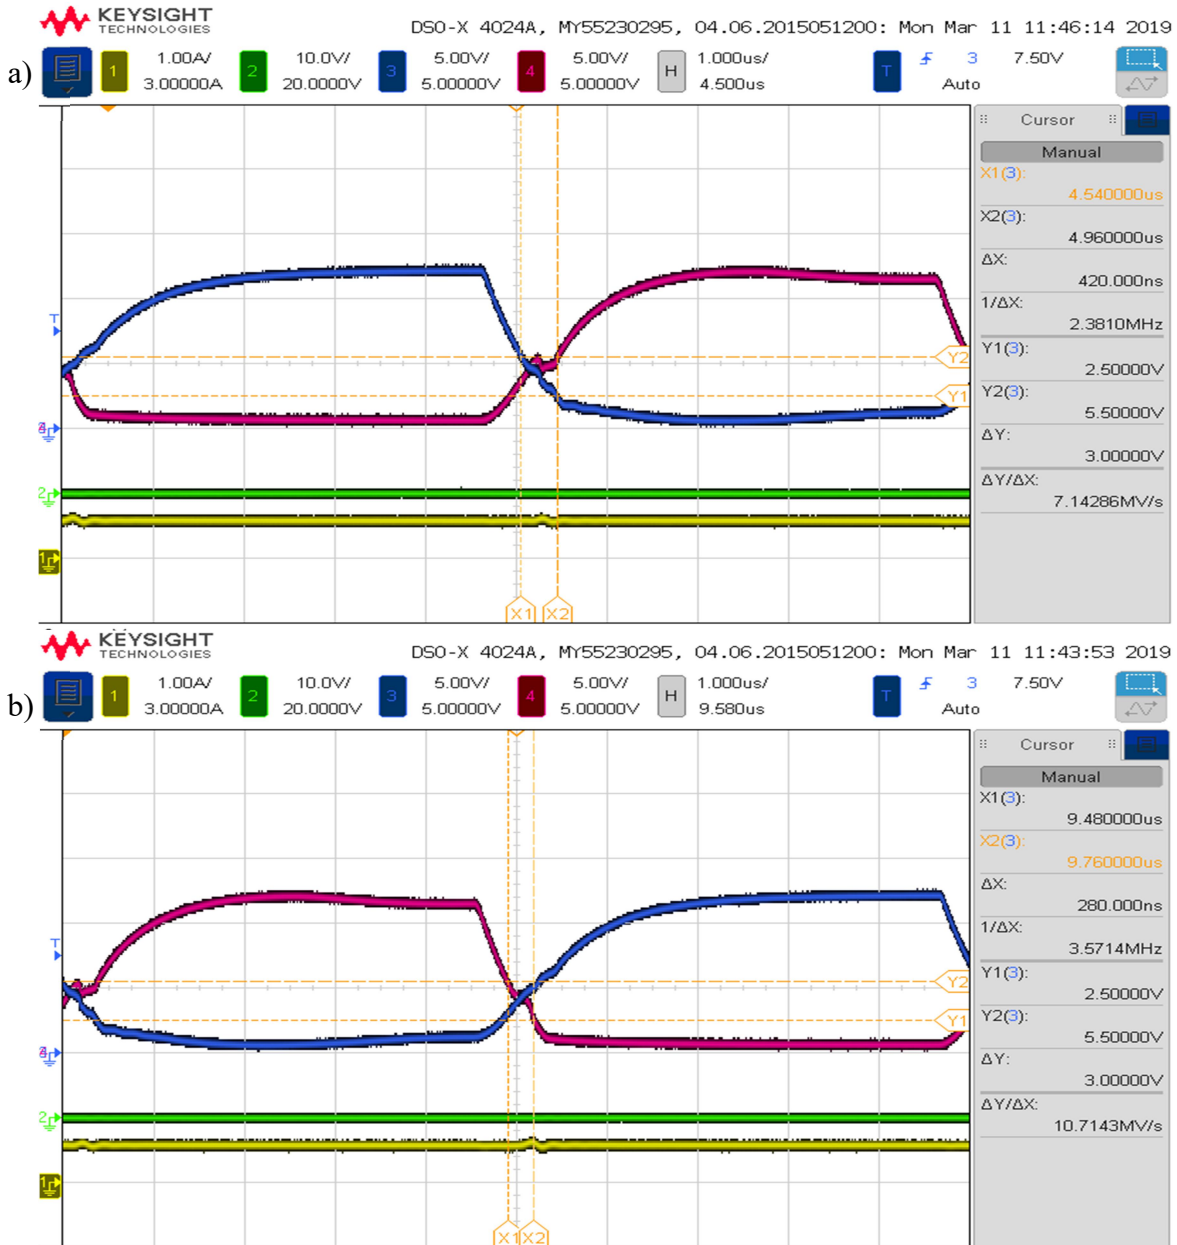 KEYSIGHT
TECHNOLOGIES
DSO-X 4024A, MY55230295, 04.06.2015051200: Mon Mar 11 11:46:14 2019
a)
1 1.00A/ 2 10.0V/ 3 5.00V/ 4 5.00V/ H 1.000us/ T 3 7.50V
3.00000A 20.0000V 5.00000V 5.00000V 4.500us Auto
Cursor
Manual
X1(3):
4.540000us
X2(3):
4.960000us
ΔX:
420.000ns
1/ΔX:
2.3810MHz
Y1(3):
2.50000V
Y2(3):
5.50000V
ΔY:
3.00000V
ΔY/ΔX:
7.14286MV/s
T
Y2
Y1
2
1
X1 X2
KEYSIGHT
TECHNOLOGIES
DSO-X 4024A, MY55230295, 04.06.2015051200: Mon Mar 11 11:43:53 2019
b)
1 1.00A/ 2 10.0V/ 3 5.00V/ 4 5.00V/ H 1.000us/ T 3 7.50V
3.00000A 20.0000V 5.00000V 5.00000V 9.580us Auto
Cursor
Manual
X1(3):
9.480000us
X2(3):
9.760000us
ΔX:
280.000ns
1/ΔX:
3.5714MHz
Y1(3):
2.50000V
Y2(3):
5.50000V
ΔY:
3.00000V
ΔY/ΔX:
10.7143MV/s
T
Y2
Y1
2
1
X1 X2